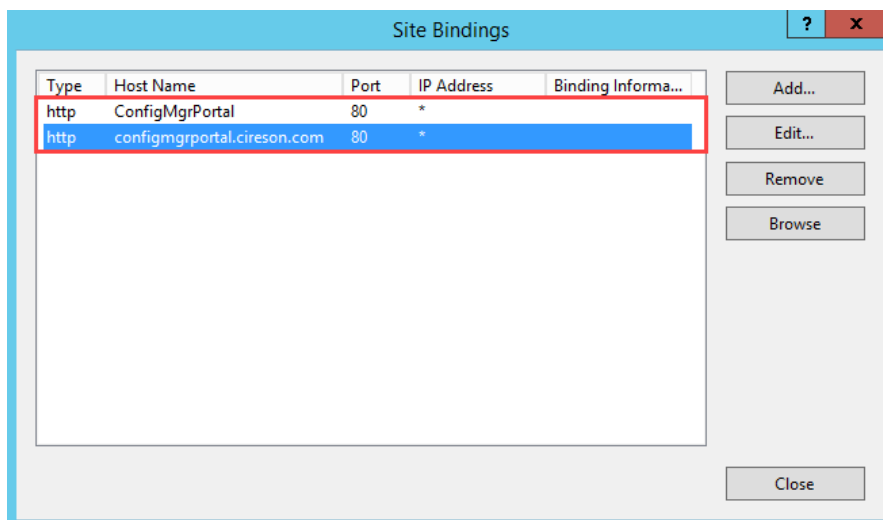 Site Bindings
? x
Type Host Name Port IP Address Binding Informa...
http ConfigMgrPortal 80 *
http configmgrportal.cireson.com 80 *
Add...
Edit...
Remove
Browse
Close